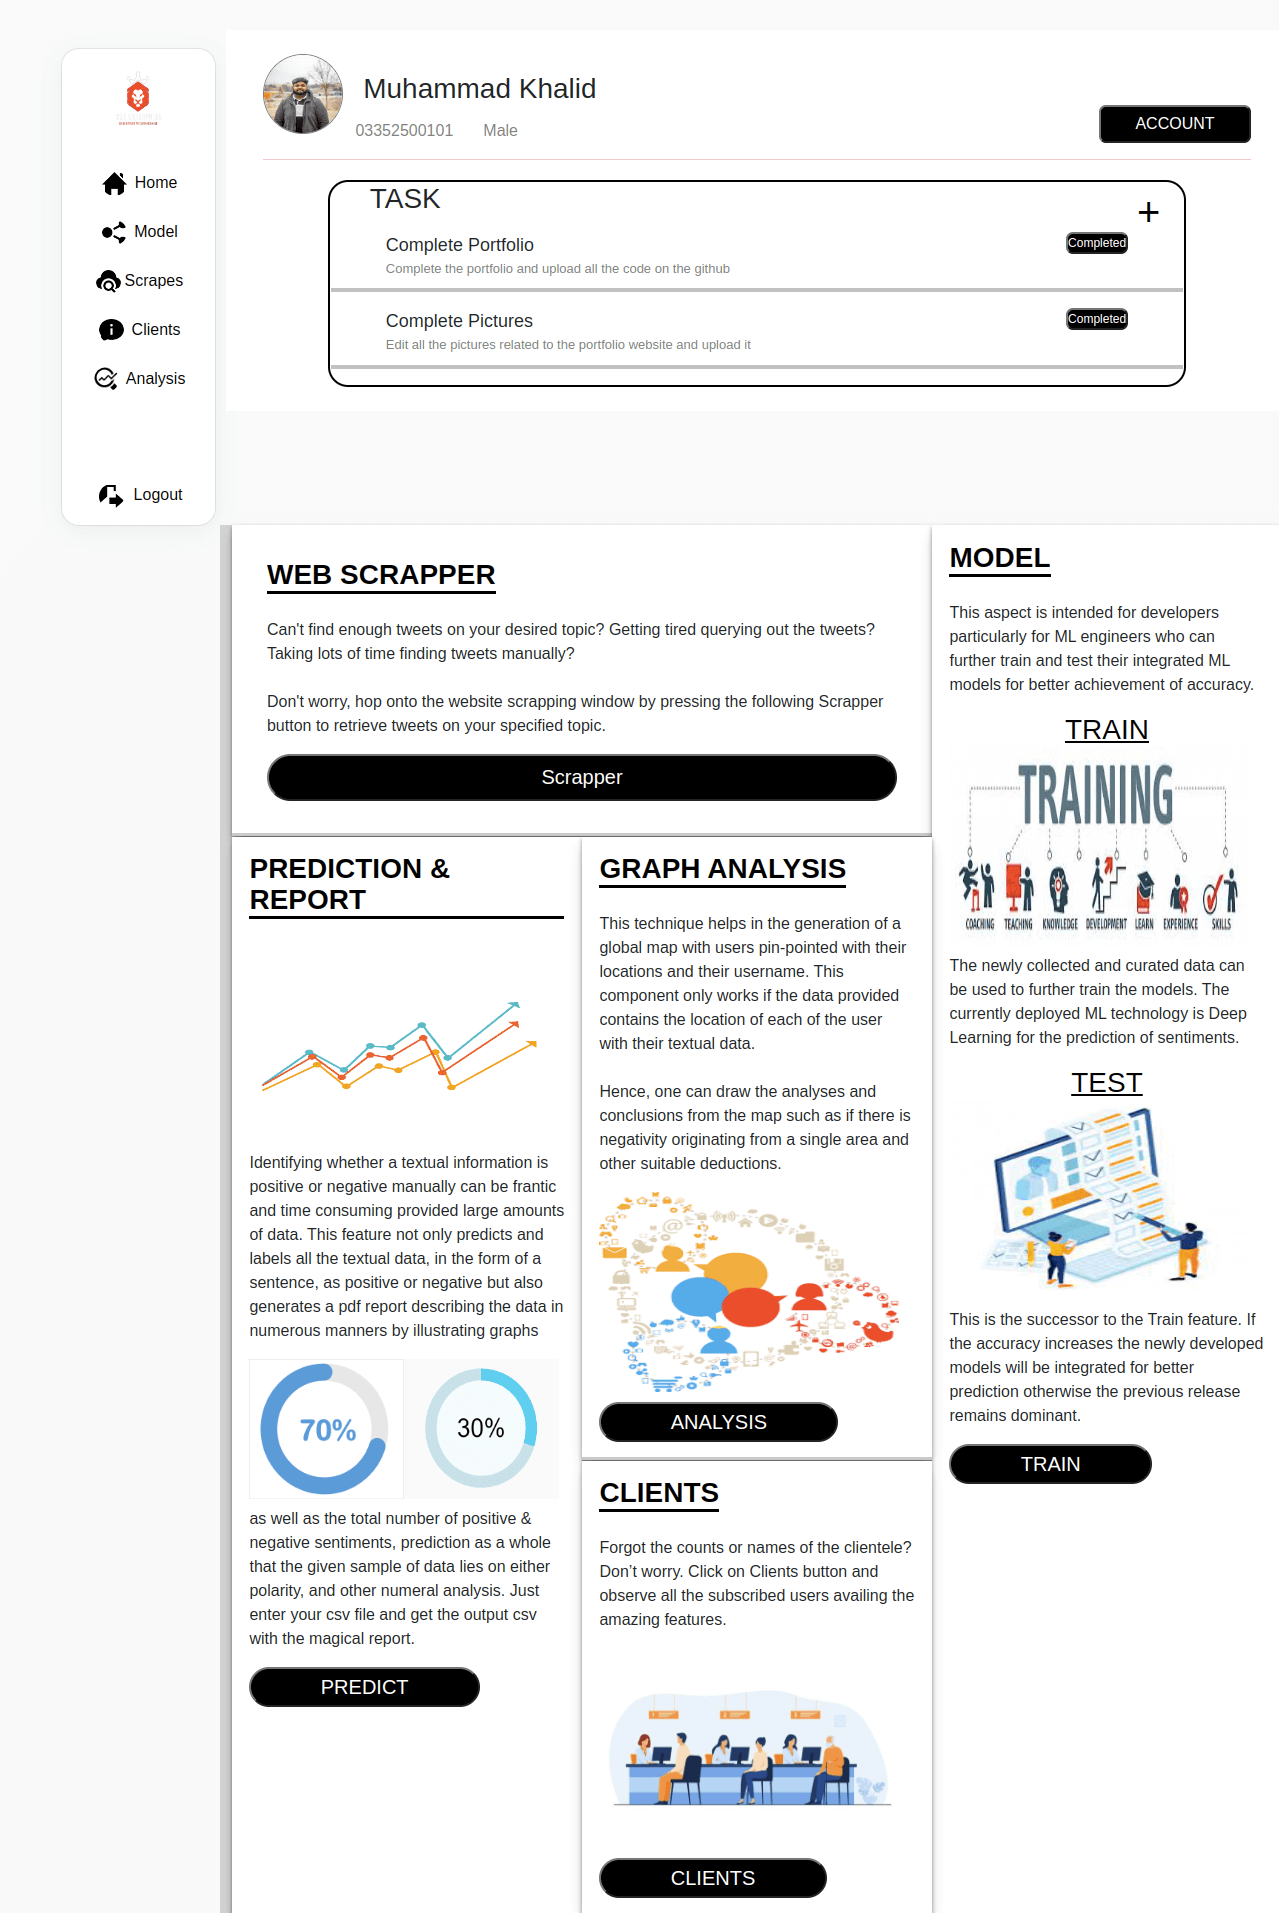 Home
Model
Scrapes
Clients
Analysis
Logout
Muhammad Khalid
03352500101 Male
ACCOUNT
TASK
+
Complete Portfolio
Completed
Complete the portfolio and upload all the code on the github
Complete Pictures
Completed
Edit all the pictures related to the portfolio website and upload it
WEB SCRAPPER
Can't find enough tweets on your desired topic? Getting tired querying out the tweets?
Taking lots of time finding tweets manually?
Don't worry, hop onto the website scrapping window by pressing the following Scrapper
button to retrieve tweets on your specified topic.
Scrapper
PREDICTION &
REPORT
Identifying whether a textual information is
positive or negative manually can be frantic
and time consuming provided large amounts
of data. This feature not only predicts and
labels all the textual data, in the form of a
sentence, as positive or negative but also
generates a pdf report describing the data in
numerous manners by illustrating graphs
70%
30%
as well as the total number of positive &
negative sentiments, prediction as a whole
that the given sample of data lies on either
polarity, and other numeral analysis. Just
enter your csv file and get the output csv
with the magical report.
PREDICT
GRAPH ANALYSIS
This technique helps in the generation of a
global map with users pin-pointed with their
locations and their username. This
component only works if the data provided
contains the location of each of the user
with their textual data.
Hence, one can draw the analyses and
conclusions from the map such as if there is
negativity originating from a single area and
other suitable deductions.
ANALYSIS
CLIENTS
Forgot the counts or names of the clientele?
Don't worry. Click on Clients button and
observe all the subscribed users availing the
amazing features.
CLIENTS
MODEL
This aspect is intended for developers
particularly for ML engineers who can
further train and test their integrated ML
models for better achievement of accuracy.
TRAIN
TRAINING
COACHING TEACHING KNOWLEDGE DEVELOPMENT LEARN EXPERIENCE SKILLS
The newly collected and curated data can
be used to further train the models. The
currently deployed ML technology is Deep
Learning for the prediction of sentiments.
TEST
This is the successor to the Train feature. If
the accuracy increases the newly developed
models will be integrated for better
prediction otherwise the previous release
remains dominant.
TRAIN